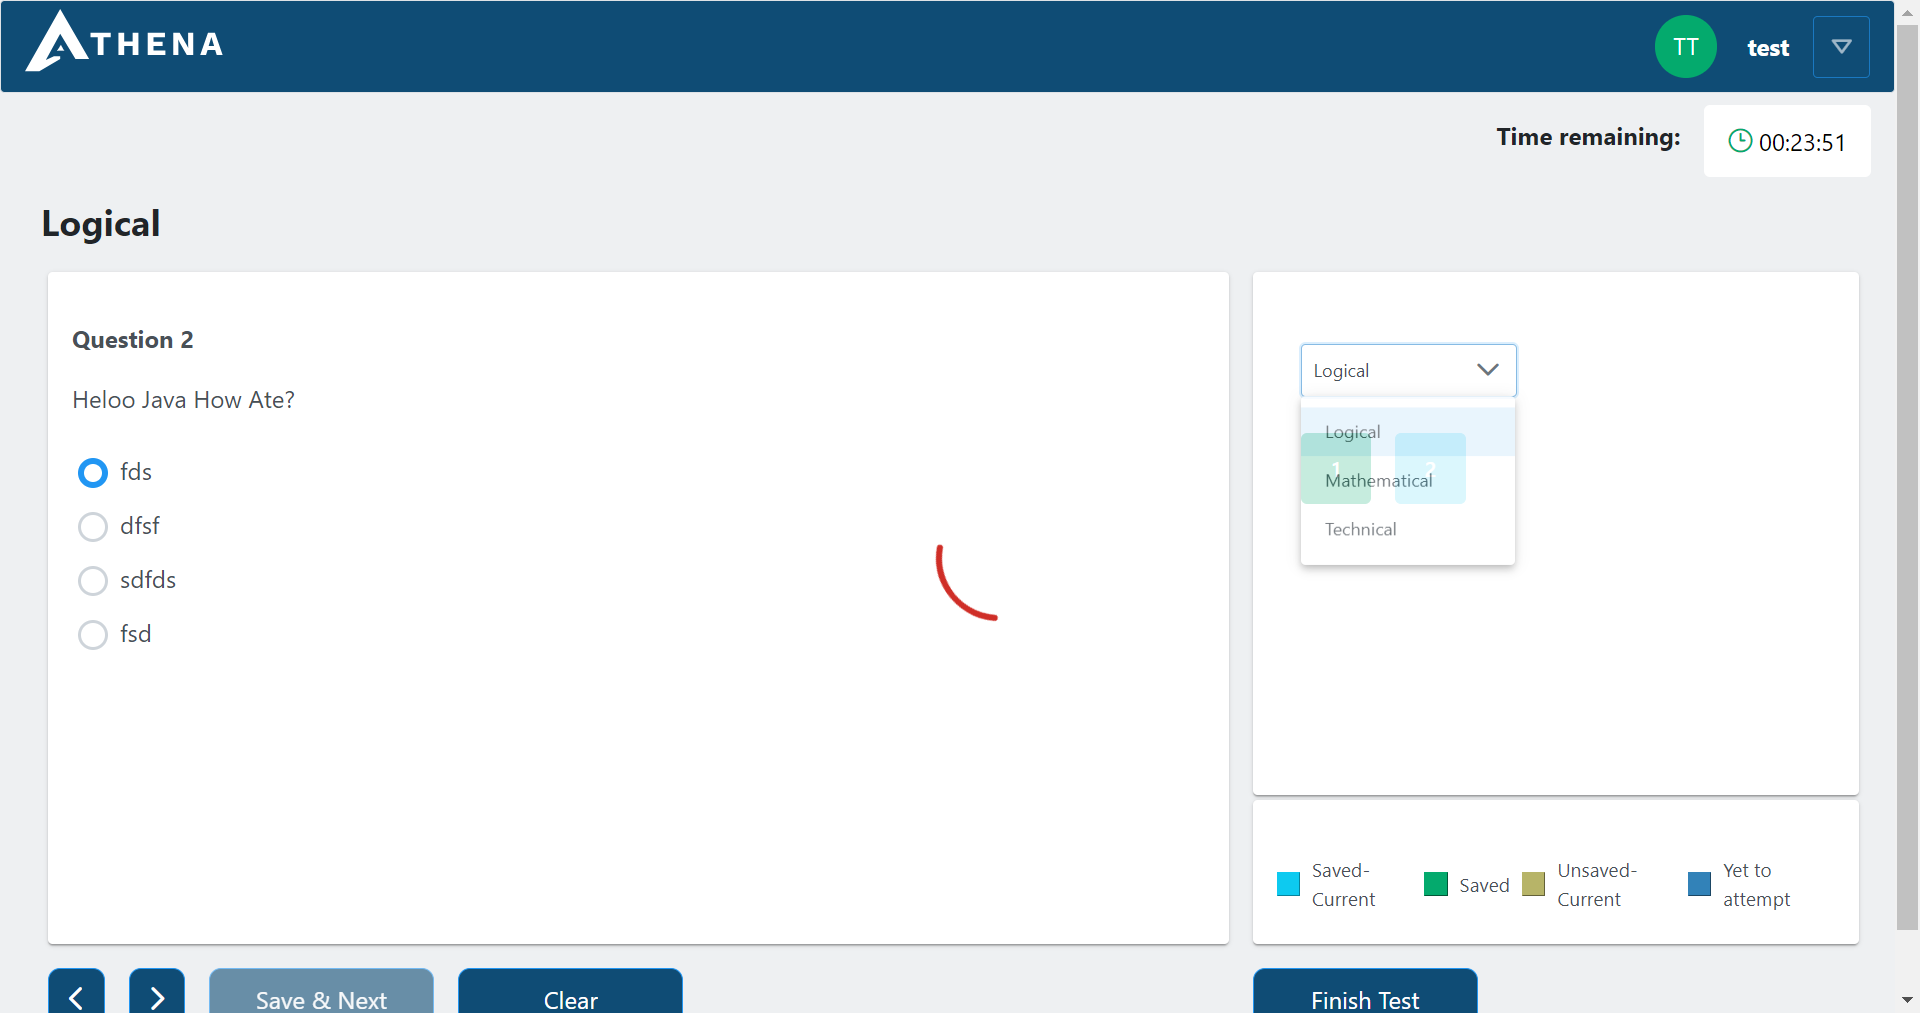 ATHENA
TT
test
Time remaining:
00:23:51
Logical
Question 2
Heloo Java How Ate?
fds
dfsf
sdfds
fsd
Logical
Logical
1
2
Mathematical
Technical
Saved-
Current
Saved
Unsaved-
Current
Yet to
attempt
Save & Next
Clear
Finish Test